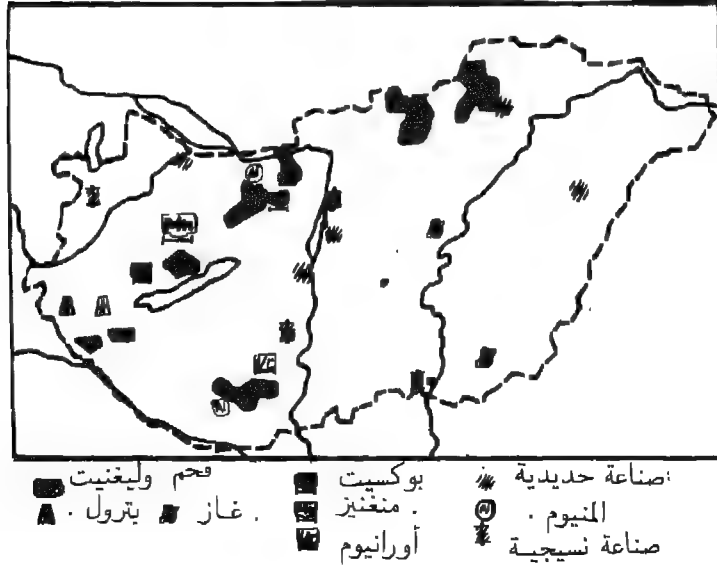 فحم وليغنيت بوكسيت صناعة حديدية
بترول . غاز . منغنيز . المنيوم .
أورانيوم صناعة نسيجية